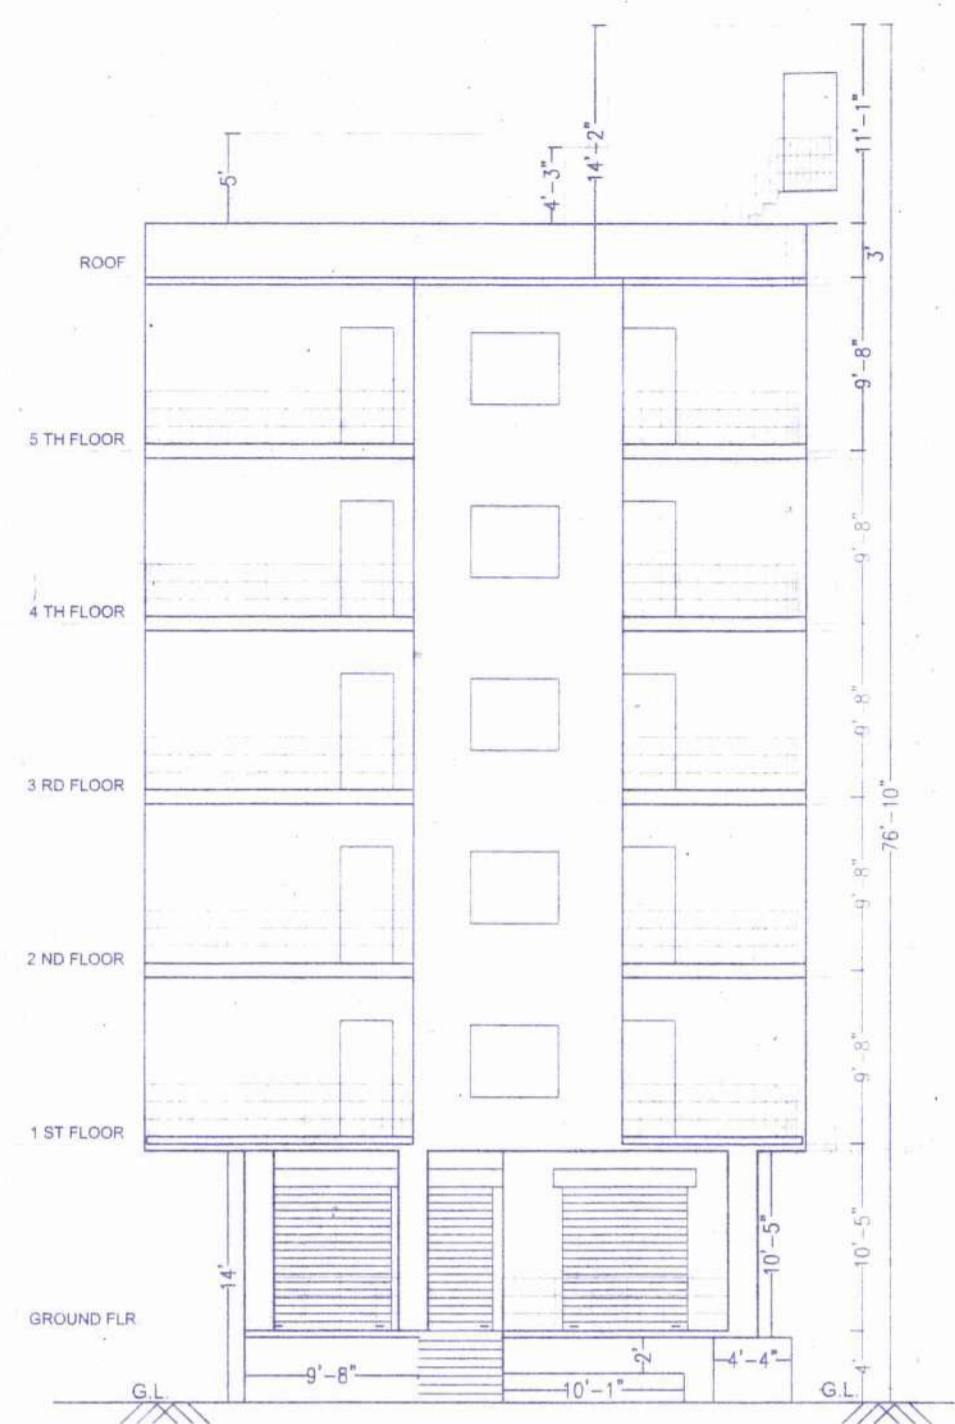 11'-1"
14'-2"
5'
4'-3"
ROOF
3'
9'-8"
5 TH FLOOR
9'-8"
4 TH FLOOR
9'-8"
3 RD FLOOR
76'-10"
9'-8"
2 ND FLOOR
9'-8"
1 ST FLOOR
10'-5"
10'-5"
14'
GROUND FLR
2'
4'-4"
4'
9'-8"
10'-1"
G.L.
G.L.